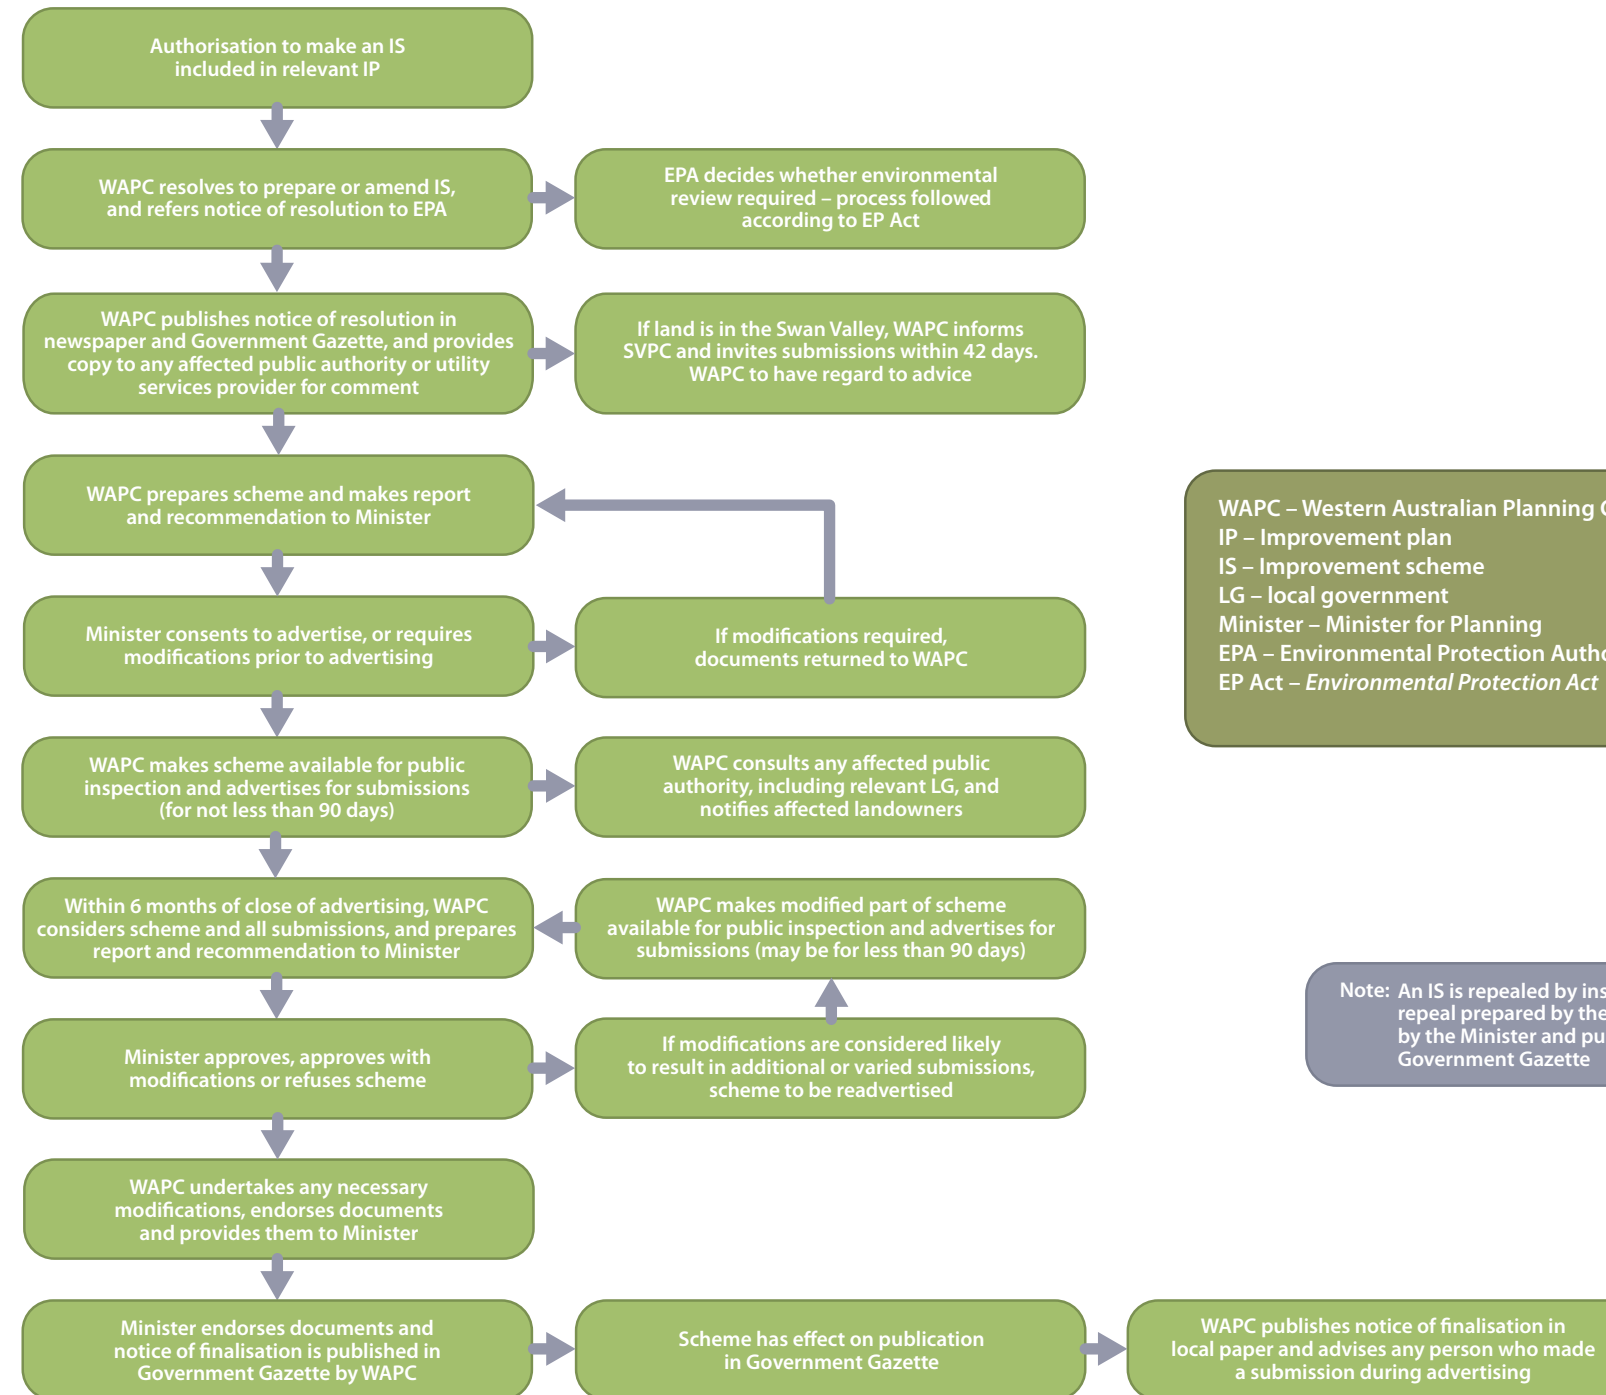 Authorisation to make an IS
included in relevant IP
WAPC resolves to prepare or amend IS,
and refers notice of resolution to EPA
EPA decides whether environmental
review required – process followed
according to EP Act
WAPC publishes notice of resolution in
newspaper and Government Gazette, and provides
copy to any affected public authority or utility
services provider for comment
If land is in the Swan Valley, WAPC informs
SVPC and invites submissions within 42 days.
WAPC to have regard to advice
WAPC prepares scheme and makes report
and recommendation to Minister
Minister consents to advertise, or requires
modifications prior to advertising
If modifications required,
documents returned to WAPC
WAPC – Western Australian Planning
IP – Improvement plan
IS – Improvement scheme
LG – local government
Minister – Minister for Planning
EPA – Environmental Protection
EP Act – Environmental Protection Act
WAPC makes scheme available for public
inspection and advertises for submissions
(for not less than 90 days)
WAPC consults any affected public
authority, including relevant LG, and
notifies affected landowners
Within 6 months of close of advertising, WAPC
considers scheme and all submissions, and prepares
report and recommendation to Minister
WAPC makes modified part of scheme
available for public inspection and advertises for
submissions (may be for less than 90 days)
Note: An IS is repealed by
repeal prepared by the
by the Minister and
Government Gazette
Minister approves, approves with
modifications or refuses scheme
If modifications are considered likely
to result in additional or varied submissions,
scheme to be readvertised
WAPC undertakes any necessary
modifications, endorses documents
and provides them to Minister
Minister endorses documents and
notice of finalisation is published in
Government Gazette by WAPC
Scheme has effect on publication
in Government Gazette
WAPC publishes notice of finalisation in
local paper and advises any person who made
a submission during advertising